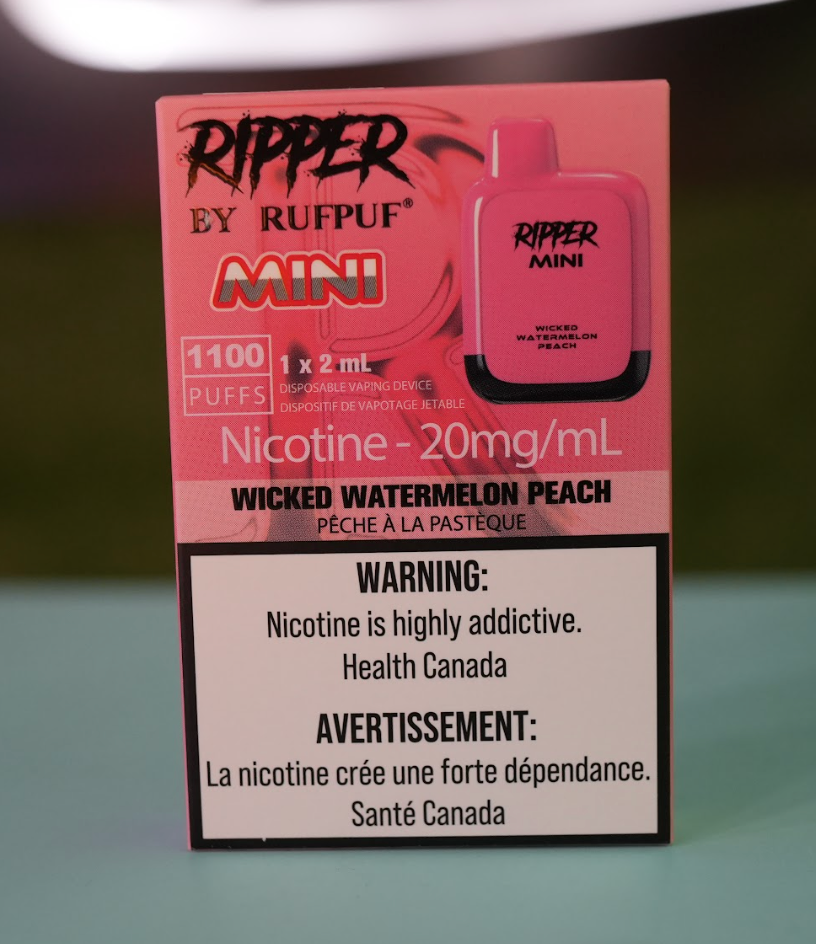 RIPPER
BY RUFPUF®
MINI
1100
PUFFS
1 x 2 mL
DISPOSABLE VAPING DEVICE
DISPOSITIF DE VAPOTAGE JETABLE
RIPPER
MINI
WICKED
WATERMELON
PEACH
Nicotine - 20mg/mL
WICKED WATERMELON PEACH
PÊCHE À LA PASTÈQUE
WARNING:
Nicotine is highly addictive.
Health Canada
AVERTISSEMENT:
La nicotine crée une forte dépendance.
Santé Canada